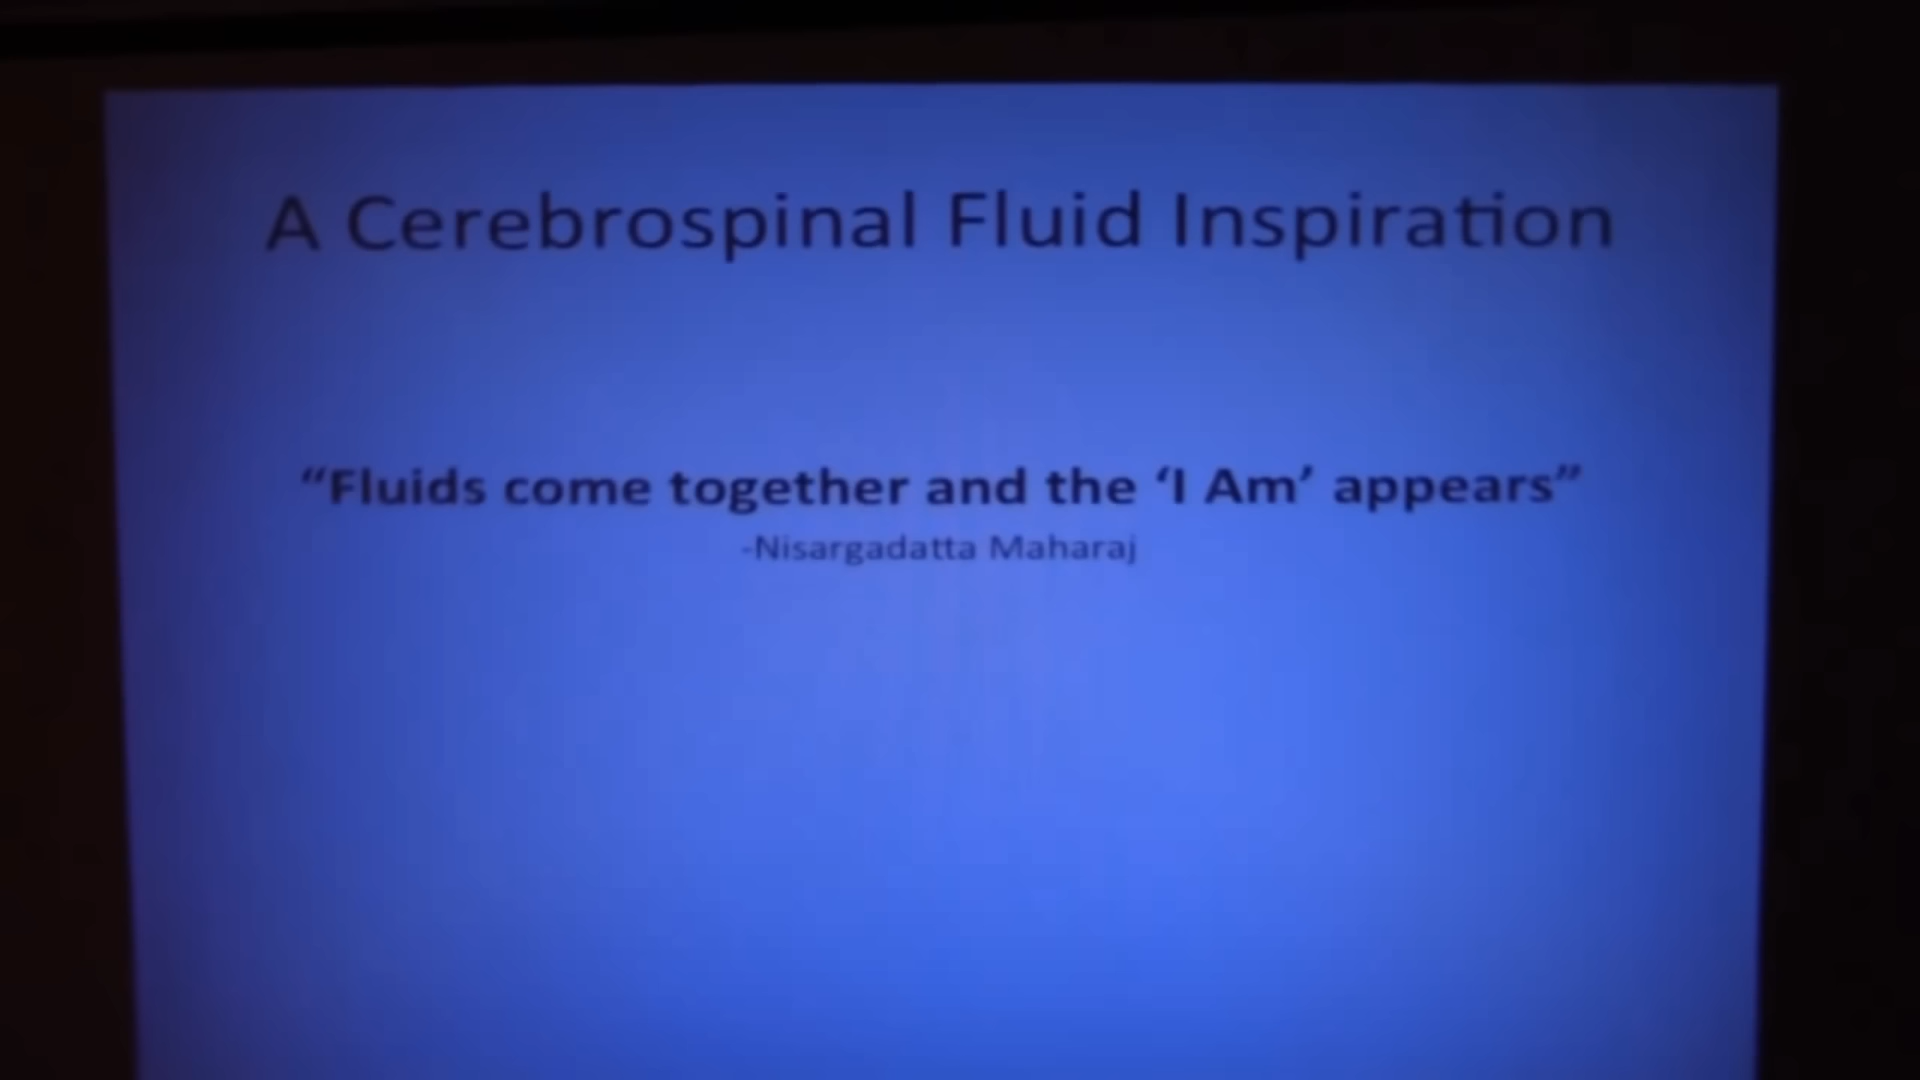 A Cerebrospinal Fluid Inspiration
“Fluids come together and the ‘I Am’ appears”
-Nisargadatta Maharaj